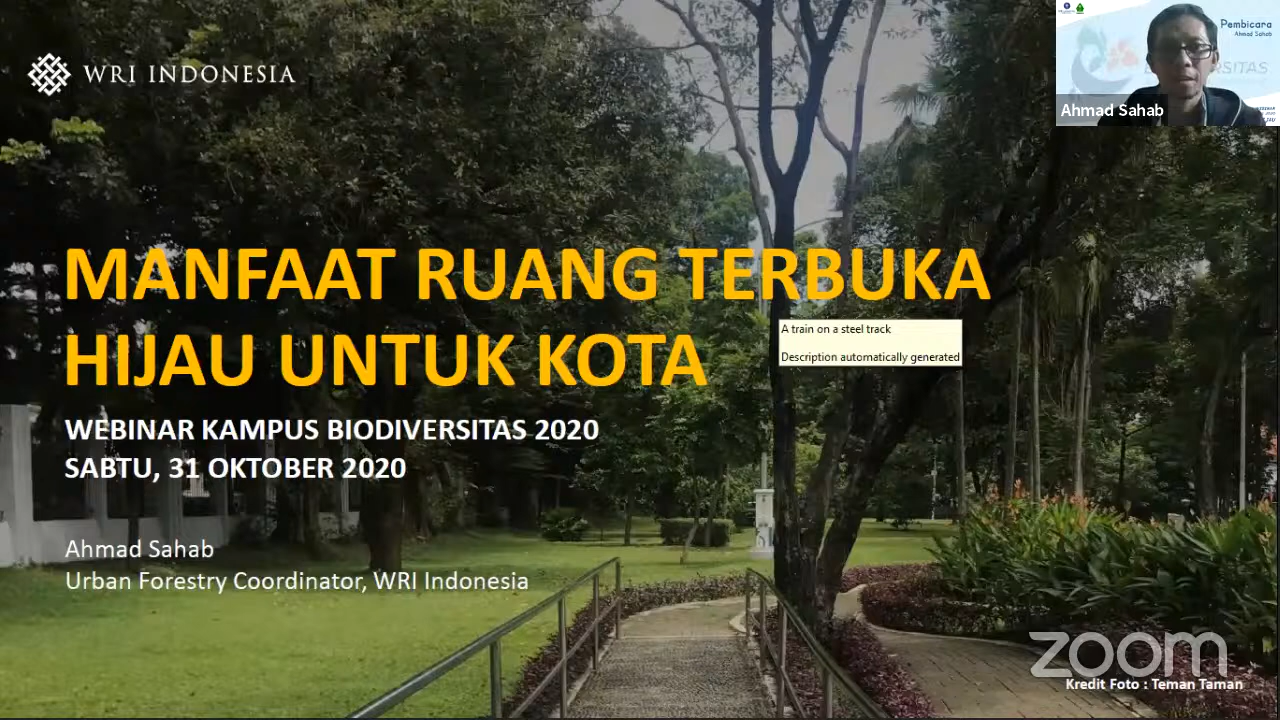 WRI INDONESIA
Pembicara
Ahmad Sahab
Ahmad Sahab
MANFAAT RUANG TERBUKA
HIJAU UNTUK KOTA
A train on a steel track
Description automatically generated
WEBINAR KAMPUS BIODIVERSITAS 2020
SABTU, 31 OKTOBER 2020
Ahmad Sahab
Urban Forestry Coordinator, WRI Indonesia
zoom
Kredit Foto : Teman Taman